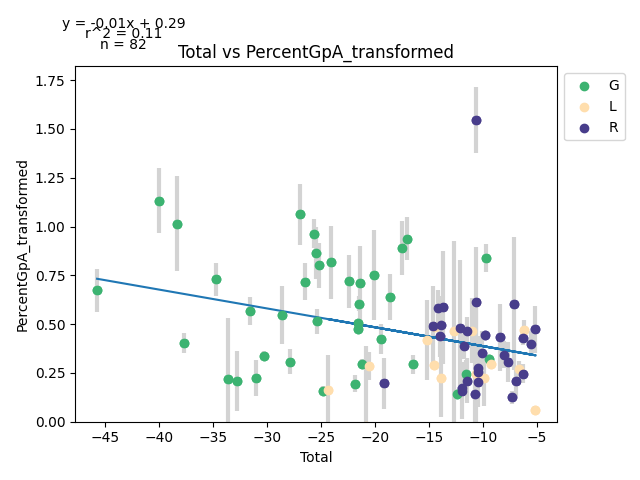 y = -0.01x + 0.29
r^2 = 0.11
n = 82
Total vs PercentGpA_transformed
G
L
R
PercentGpA_transformed
1.75
1.50
1.25
1.00
0.75
0.50
0.25
0.00
−45 −40 −35 −30 −25 −20 −15 −10 −5
Total